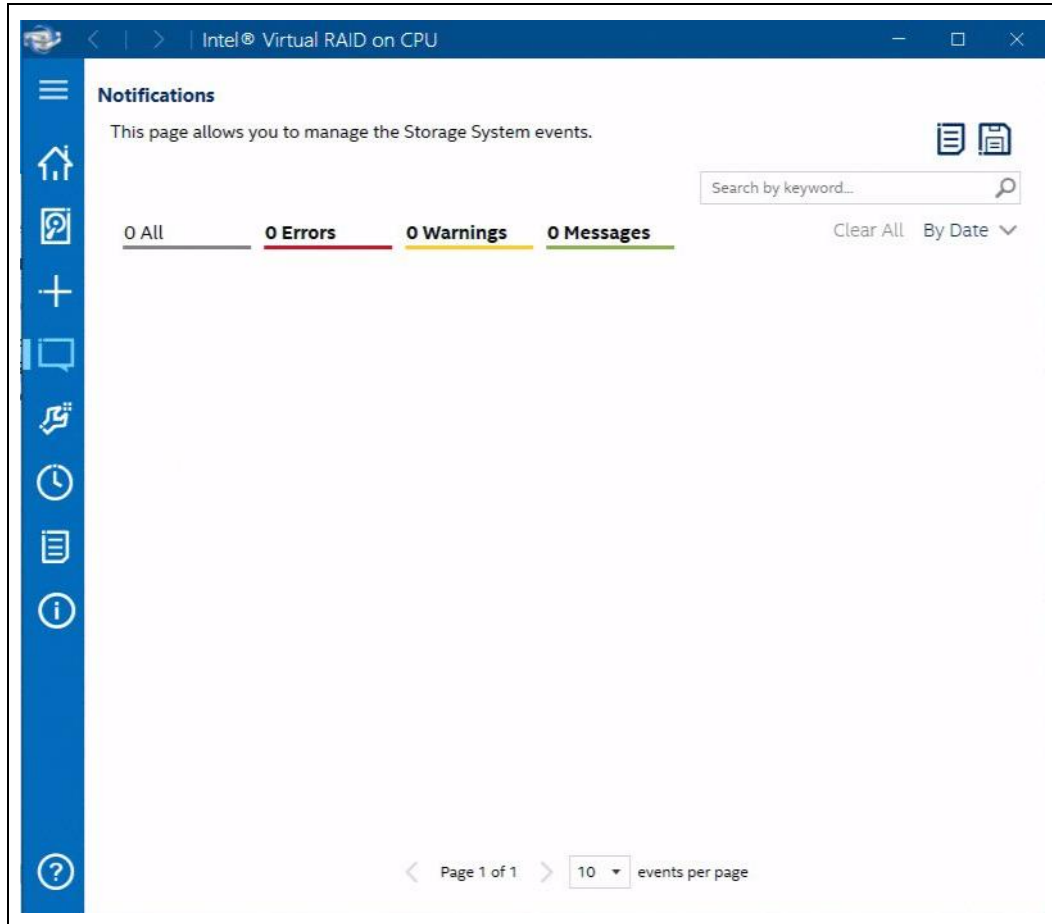 Intel® Virtual RAID on CPU
Notifications
This page allows you to manage the Storage System events.
Search by keyword...
0 All 0 Errors 0 Warnings 0 Messages Clear All By Date
Page 1 of 1 10 events per page